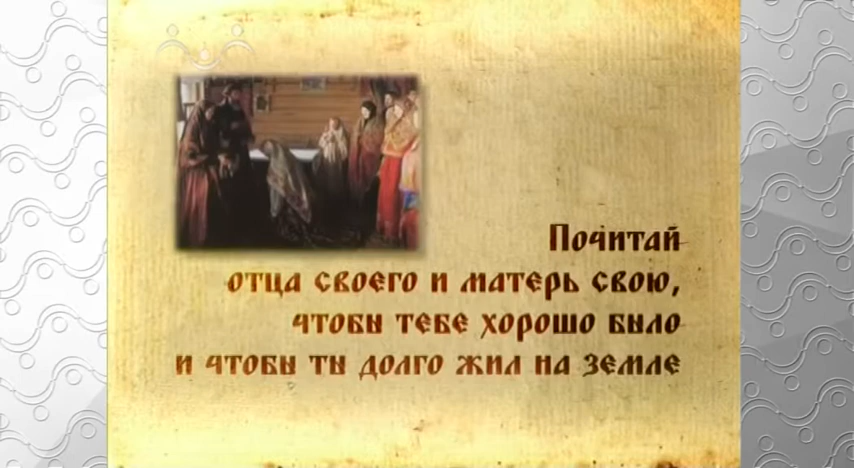 Почитай
отца своего и матерь свою,
чтобы тебе хорошо было
и чтобы ты долго жил на земле